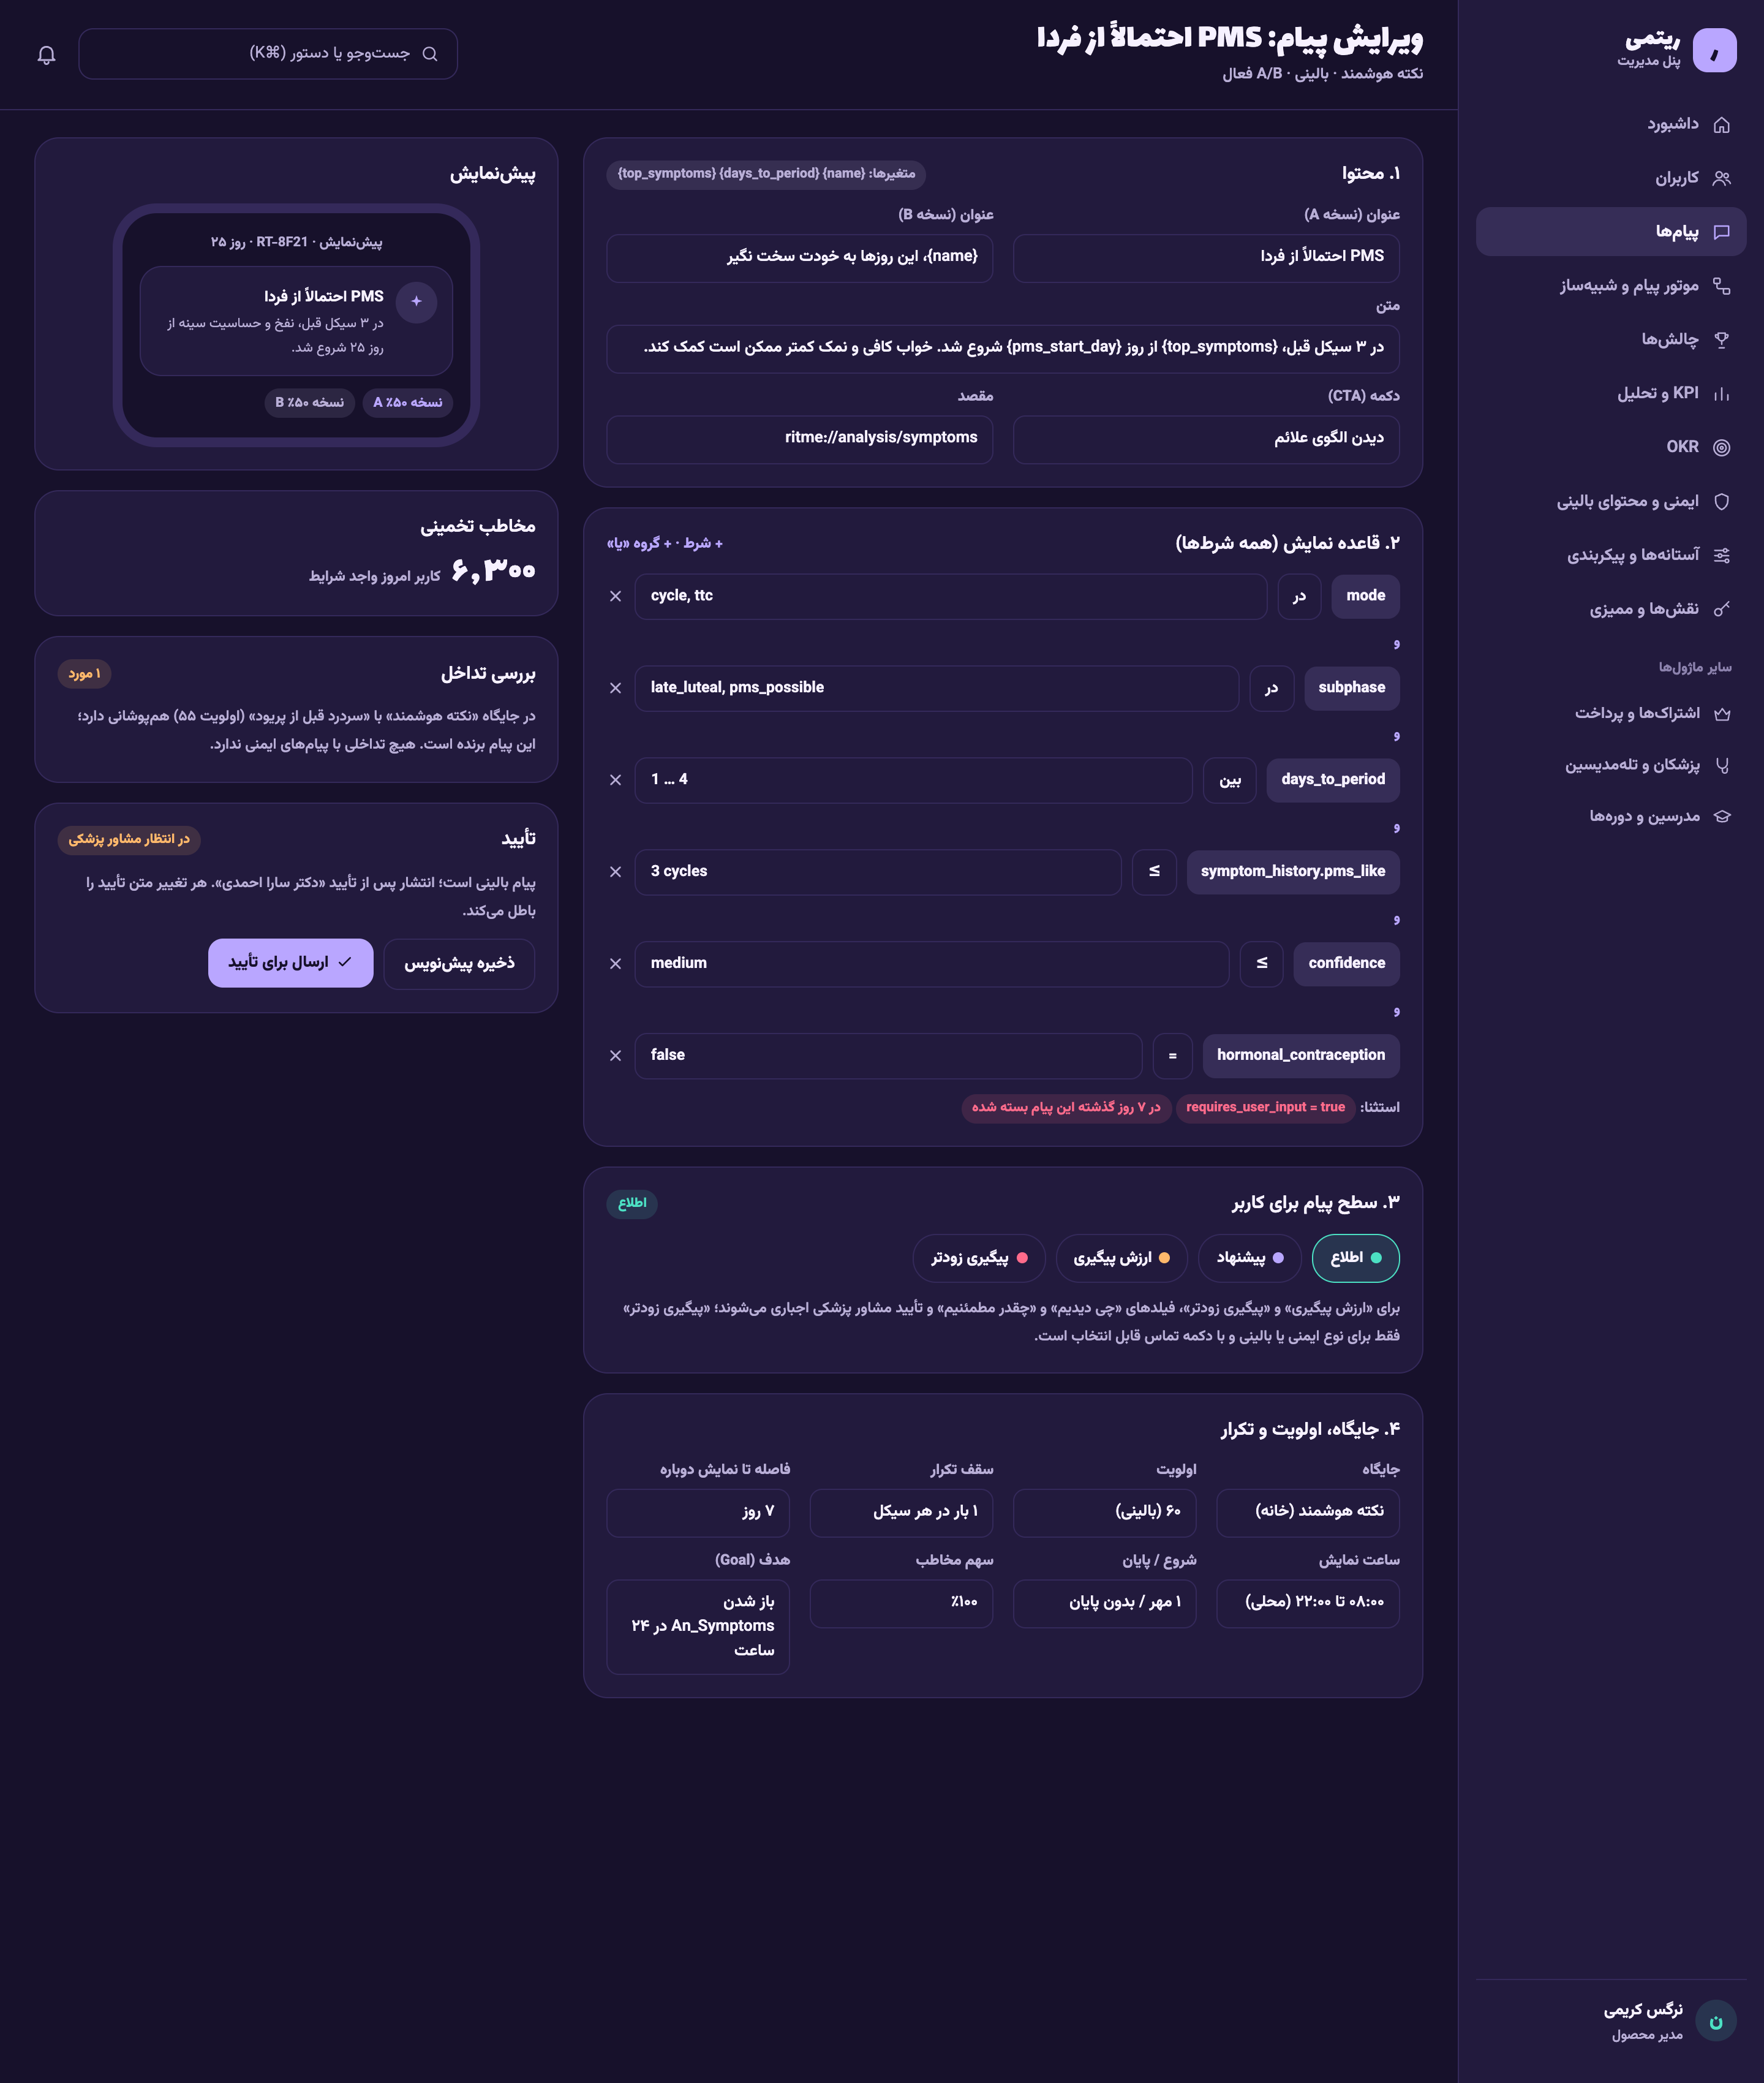 ریتمی
پنل مدیریت
داشبورد
کاربران
پیام‌ها
موتور پیام و شبیه‌ساز
چالش‌ها
KPI و تحلیل
OKR
ایمنی و محتوای بالینی
آستانه‌ها و پیکربندی
نقش‌ها و ممیزی
سایر ماژول‌ها
اشتراک‌ها و پرداخت
پزشکان و تله‌مدیسین
مدرسین و دوره‌ها
ن
نرگس کریمی
مدیر محصول
ویرایش پیام: PMS احتمالاً از فردا
نکته هوشمند · بالینی · A/B فعال
جست‌وجو یا دستور (⌘K)
۱. محتوا
متغیرها: {name} {days_to_period} {top_symptoms}
عنوان (نسخه A)
عنوان (نسخه B)
PMS احتمالاً از فردا
{name}، این روزها به خودت سخت نگیر
متن
در ۳ سیکل قبل، {top_symptoms} از روز {pms_start_day} شروع شد. خواب کافی و نمک کمتر ممکن است کمک کند.
دکمه (CTA)
مقصد
دیدن الگوی علائم
ritme://analysis/symptoms
۲. قاعده نمایش (همه شرط‌ها)
+ شرط · + گروه «یا»
mode در cycle, ttc
و
subphase در late_luteal, pms_possible
و
days_to_period بین 1 … 4
و
symptom_history.pms_like ≥ 3 cycles
و
confidence ≥ medium
و
hormonal_contraception = false
استثنا: requires_user_input = true در ۷ روز گذشته این پیام بسته شده
۳. سطح پیام برای کاربر
اطلاع
اطلاع
پیشنهاد
ارزش پیگیری
پیگیری زودتر
برای «ارزش پیگیری» و «پیگیری زودتر»، فیلدهای «چی دیدیم» و «چقدر مطمئنیم» و تأیید مشاور پزشکی اجباری می‌شوند؛ «پیگیری زودتر»
فقط برای نوع ایمنی یا بالینی و با دکمه تماس قابل انتخاب است.
۴. جایگاه، اولویت و تکرار
جایگاه
اولویت
سقف تکرار
فاصله تا نمایش دوباره
نکته هوشمند (خانه)
۶۰ (بالینی)
۱ بار در هر سیکل
۷ روز
ساعت نمایش
شروع / پایان
سهم مخاطب
هدف (Goal)
۰۸:۰۰ تا ۲۲:۰۰ (محلی)
۱ مهر / بدون پایان
۱۰۰٪
باز شدن
An_Symptoms در ۲۴
ساعت
پیش‌نمایش
پیش‌نمایش · RT-8F21 · روز ۲۵
PMS احتمالاً از فردا
در ۳ سیکل قبل، نفخ و حساسیت سینه از
روز ۲۵ شروع شد.
نسخه A ٪۵۰
نسخه B ٪۵۰
مخاطب تخمینی
۶,۳۰۰ کاربر امروز واجد شرایط
بررسی تداخل
۱ مورد
در جایگاه «نکته هوشمند» با «سردرد قبل از پریود» (اولویت ۵۵) هم‌پوشانی دارد؛
این پیام برنده است. هیچ تداخلی با پیام‌های ایمنی ندارد.
تأیید
در انتظار مشاور پزشکی
پیام بالینی است؛ انتشار پس از تأیید «دکتر سارا احمدی». هر تغییر متن تأیید را
باطل می‌کند.
ذخیره پیش‌نویس
ارسال برای تأیید